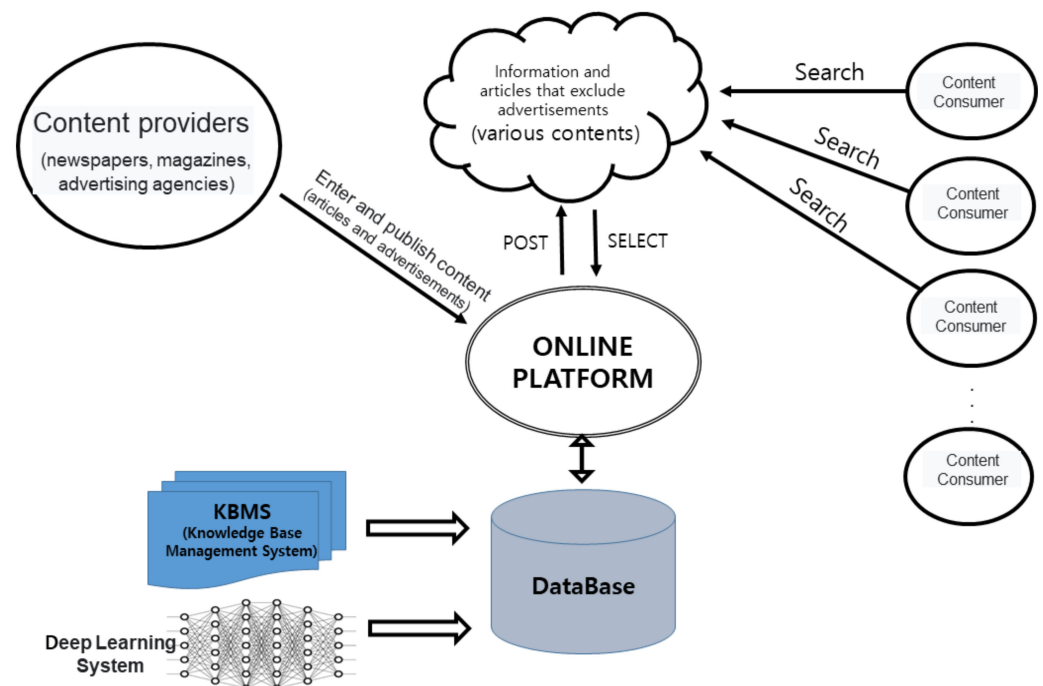 Content providers
(newspapers, magazines,
advertising agencies)
Enter and publish content
(articles and advertisements)
Information and
articles that exclude
advertisements
(various contents)
Search
Search
Search
Content
Consumer
Content
Consumer
Content
Consumer
.
.
.
Content
Consumer
POST
SELECT
ONLINE
PLATFORM
KBMS
(Knowledge Base
Management System)
DataBase
Deep Learning
System